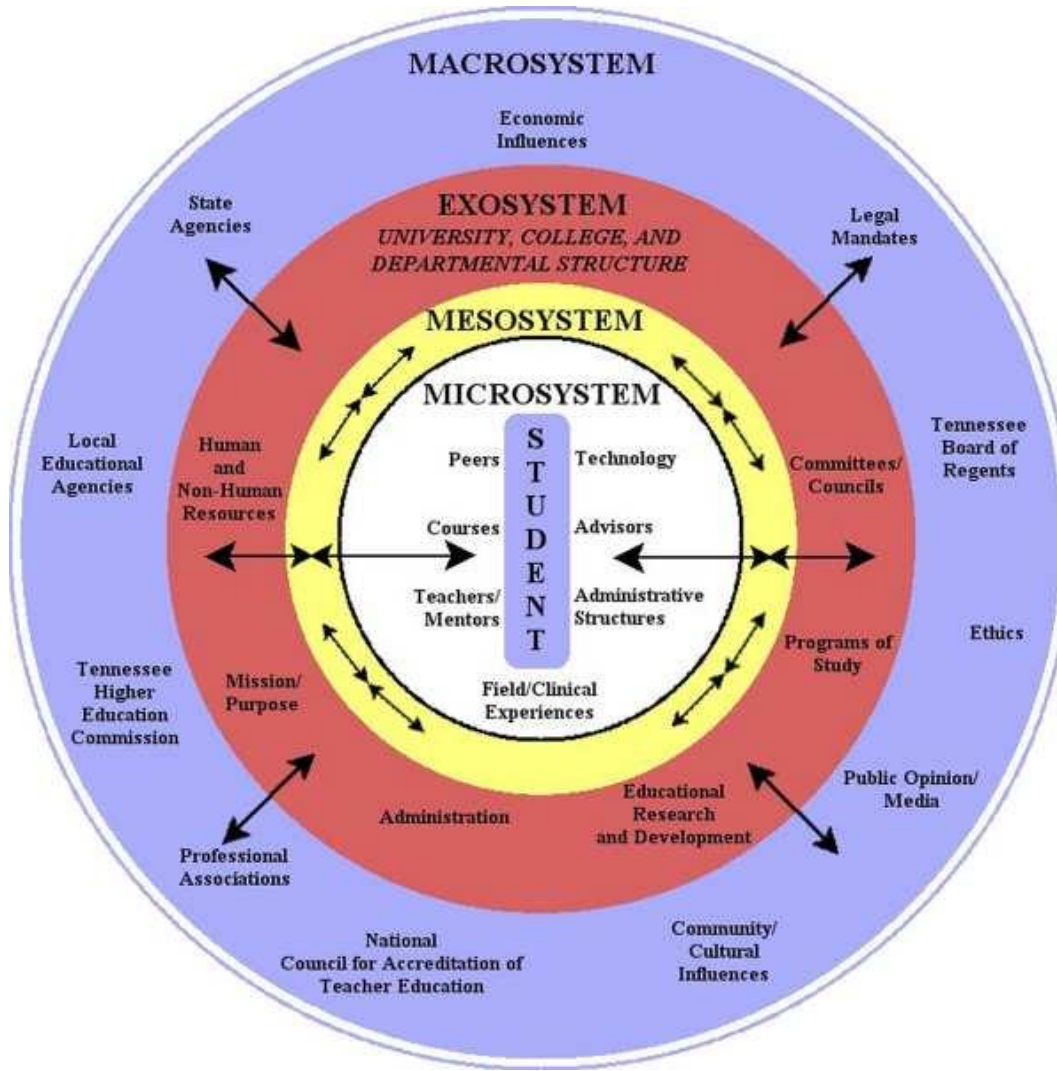 MACROSYSTEM
Economic
Influences
State
Agencies
Legal
Mandates
Local
Educational
Agencies
Tennessee
Board of
Regents
Tennessee
Higher
Education
Commission
Ethics
Professional
Associations
Public Opinion/
Media
National
Council for Accreditation of
Teacher Education
Community/
Cultural
Influences
EXOSYSTEM
UNIVERSITY, COLLEGE, AND
DEPARTMENTAL STRUCTURE
Human
and
Non-Human
Resources
Committees/
Councils
Mission/
Purpose
Programs of
Study
Administration
Educational
Research
and Development
MESOSYSTEM
MICROSYSTEM
STUDENT
Peers
Technology
Courses
Advisors
Teachers/
Mentors
Administrative
Structures
Field/Clinical
Experiences